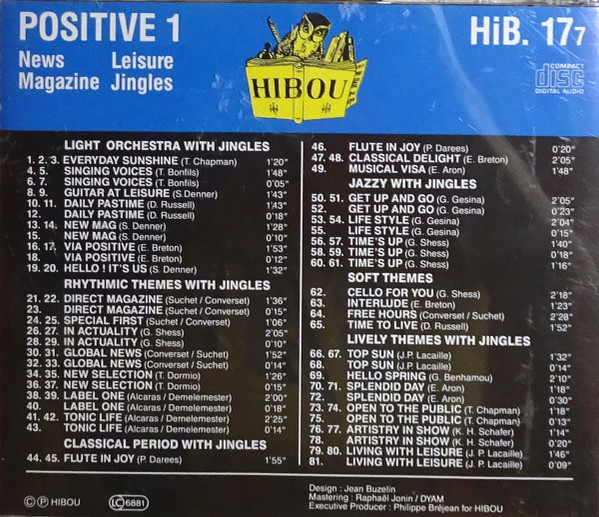 POSITIVE 1
News Leisure
Magazine Jingles
HIBOU
HiB. 177
COMPACT
disc
DIGITAL AUDIO
LIGHT ORCHESTRA WITH JINGLES
1. 2. 3. EVERYDAY SUNSHINE (T. Chapman) 1'20"
4. 5. SINGING VOICES (T. Bonfils) 1'48"
6. 7. SINGING VOICES (T. Bonfils) 0'05"
8. 9. GUITAR AT LEISURE (S. Denner) 1'43"
10. 11. DAILY PASTIME (D. Russell) 1'43"
12. DAILY PASTIME (D. Russell) 0'18"
13. 14. NEW MAG (S. Denner) 1'28"
15. NEW MAG (S. Denner) 0'10"
16. 17. VIA POSITIVE (E. Breton) 1'53"
18. VIA POSITIVE (E. Breton) 0'12"
19. 20. HELLO ! IT'S US (S. Denner) 1'32"
RHYTHMIC THEMES WITH JINGLES
21. 22. DIRECT MAGAZINE (Suchet / Converset) 1'36"
23. DIRECT MAGAZINE (Suchet / Converset) 0'15"
24. 25. SPECIAL FIRST (Suchet / Converset) 1'06"
26. 27. IN ACTUALITY (G. Shess) 2'05"
28. 29. IN ACTUALITY (G. Shess) 0'10"
30. 31. GLOBAL NEWS (Converset / Suchet) 1'52"
32. 33. GLOBAL NEWS (Converset / Suchet) 0'14"
34. 35. NEW SELECTION (T. Dormio) 1'26"
36. 37. NEW SELECTION (T. Dormio) 0'15"
38. 39. LABEL ONE (Alcaras / Demelemester) 2'00"
40. LABEL ONE (Alcaras / Demelemester) 0'18"
41. 42. TONIC LIFE (Alcaras / Demelemester) 2'25"
43. TONIC LIFE (Alcaras / Demelemester) 0'14"
CLASSICAL PERIOD WITH JINGLES
44. 45. FLUTE IN JOY (P. Darees) 1'55"
46. FLUTE IN JOY (P. Darees) 0'20"
47. 48. CLASSICAL DELIGHT (E. Breton) 2'05"
49. MUSICAL VISA (E. Aron) 1'48"
JAZZY WITH JINGLES
50. 51. GET UP AND GO (G. Gesina) 2'05"
52. GET UP AND GO (G. Gesina) 0'23"
53. 54. LIFE STYLE (G. Gesina) 2'04"
55. LIFE STYLE (G. Gesina) 0'15"
56. 57. TIME'S UP (G. Shess) 1'40"
58. 59. TIME'S UP (G. Shess) 0'18"
60. 61. TIME'S UP (G. Shess) 1'16"
SOFT THEMES
62. CELLO FOR YOU (G. Shess) 2'18"
63. INTERLUDE (E. Breton) 1'23"
64. FREE HOURS (Converset / Suchet) 2'28"
65. TIME TO LIVE (D. Russell) 1'52"
LIVELY THEMES WITH JINGLES
66. 67. TOP SUN (J.P. Lacaille) 1'32"
68. TOP SUN (J.P. Lacaille) 0'14"
69. HELLO SPRING (G. Benhamou) 2'10"
70. 71. SPLENDID DAY (E. Aron) 1'18"
72. SPLENDID DAY (E. Aron) 0'30"
73. 74. OPEN TO THE PUBLIC (T. Chapman) 1'18"
75. OPEN TO THE PUBLIC (T. Chapman) 0'13"
76. 77. ARTISTRY IN SHOW (K. H. Schafer) 1'14"
78. ARTISTRY IN SHOW (K. H. Schafer) 0'20"
79. 80. LIVING WITH LEISURE (J.P. Lacaille) 1'46"
81. LIVING WITH LEISURE (J.P. Lacaille) 0'09"
© ℗ HIBOU
LC 6881
Design : Jean Buzelin
Mastering : Raphaël Jonin / DYAM
Executive Producer : Philippe Bréjean for HIBOU